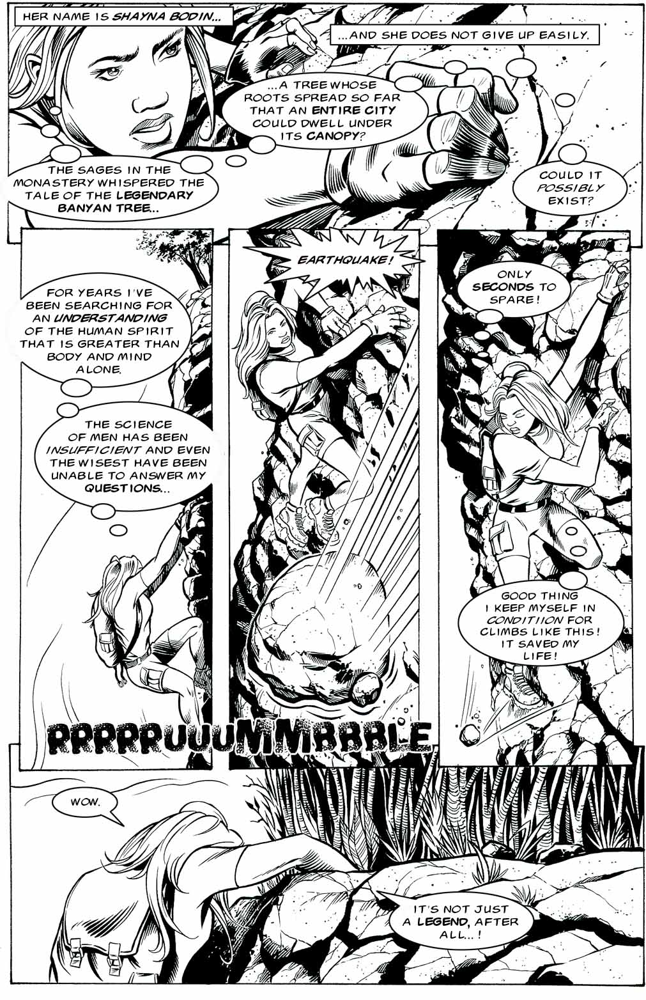 HER NAME IS SHAYNA BODIN...
...AND SHE DOES NOT GIVE UP EASILY.
THE SAGES IN THE
MONASTERY WHISPERED THE
TALE OF THE LEGENDARY
BANYAN TREE...
...A TREE WHOSE
ROOTS SPREAD SO FAR
THAT AN ENTIRE CITY
COULD DWELL UNDER
ITS CANOPY?
COULD IT
POSSIBLY
EXIST?
FOR YEARS I'VE
BEEN SEARCHING FOR
AN UNDERSTANDING
OF THE HUMAN SPIRIT
THAT IS GREATER THAN
BODY AND MIND
ALONE.
THE SCIENCE
OF MEN HAS BEEN
INSUFFICIENT AND EVEN
THE WISEST HAVE BEEN
UNABLE TO ANSWER MY
QUESTIONS...
EARTHQUAKE!
RRRRRUUUMMBBBLE
ONLY
SECONDS TO
SPARE!
GOOD THING
I KEEP MYSELF IN
CONDITIION FOR
CLIMBS LIKE THIS!
IT SAVED MY
LIFE!
WOW.
IT'S NOT JUST
A LEGEND, AFTER
ALL...!